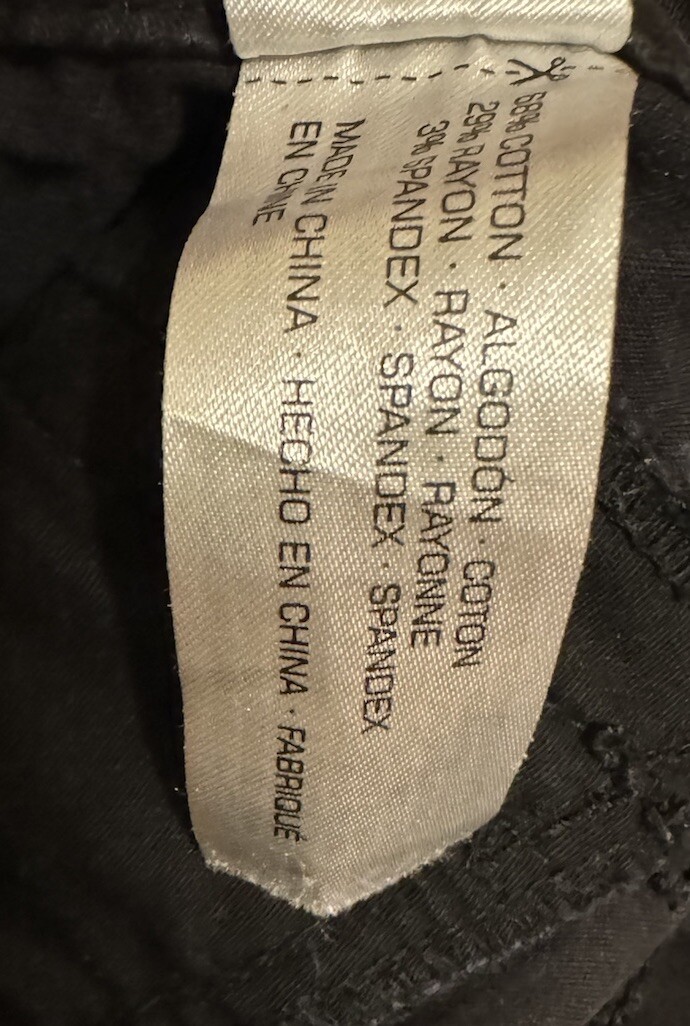 68% COTTON · ALGODÓN · COTON
29% RAYON · RAYON · RAYONNE
3% SPANDEX · SPANDEX · SPANDEX
MADE IN CHINA · HECHO EN CHINA · FABRIQUÉ
EN CHINE